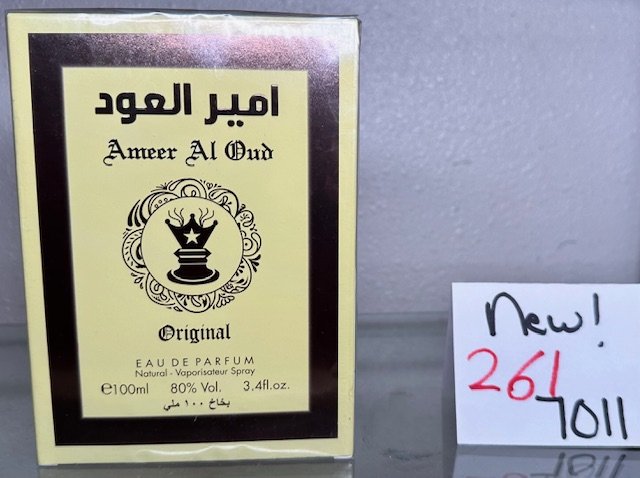 امير العود
Ameer Al Oud
Original
EAU DE PARFUM
Natural - Vaporisateur Spray
℮100ml 80% Vol. 3.4fl.oz.
بخاخ ١٠٠ ملي
New!
261
7011